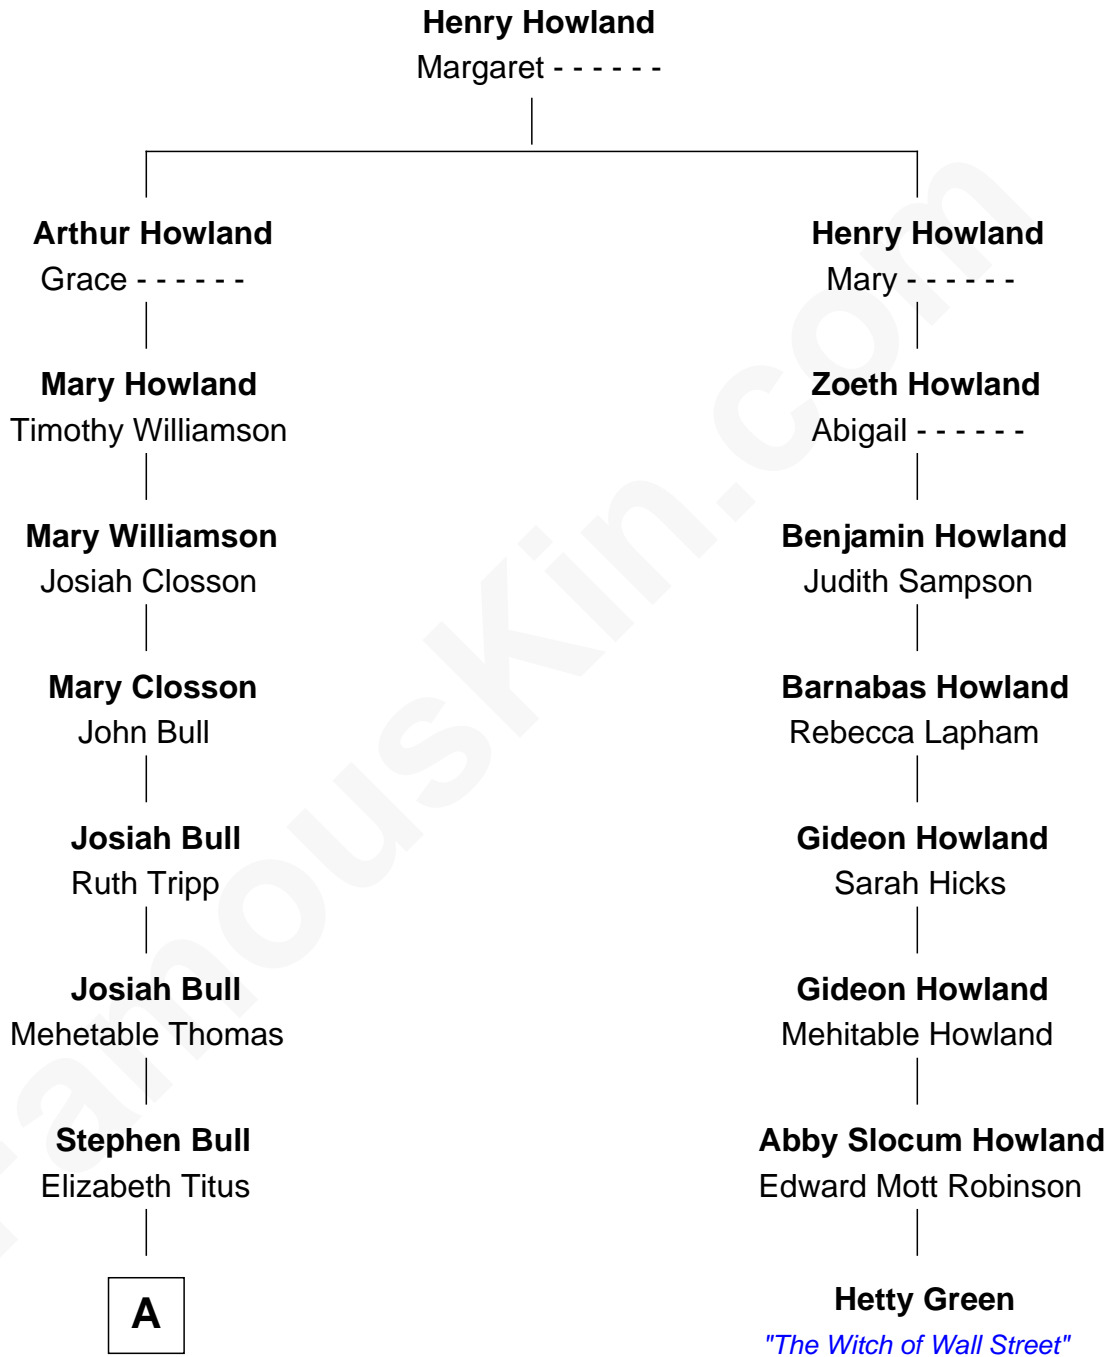 Henry Howland
Margaret - - - - - -
Arthur Howland
Grace - - - - - -
Henry Howland
Mary - - - - - -
Mary Howland
Timothy Williamson
Zoeth Howland
Abigail - - - - - -
Mary Williamson
Josiah Closson
Benjamin Howland
Judith Sampson
Mary Closson
John Bull
Barnabas Howland
Rebecca Lapham
Josiah Bull
Ruth Tripp
Gideon Howland
Sarah Hicks
Josiah Bull
Mehetable Thomas
Gideon Howland
Mehitable Howland
Stephen Bull
Elizabeth Titus
Abby Slocum Howland
Edward Mott Robinson
A
Hetty Green
"The Witch of Wall Street"
FamousKin.com